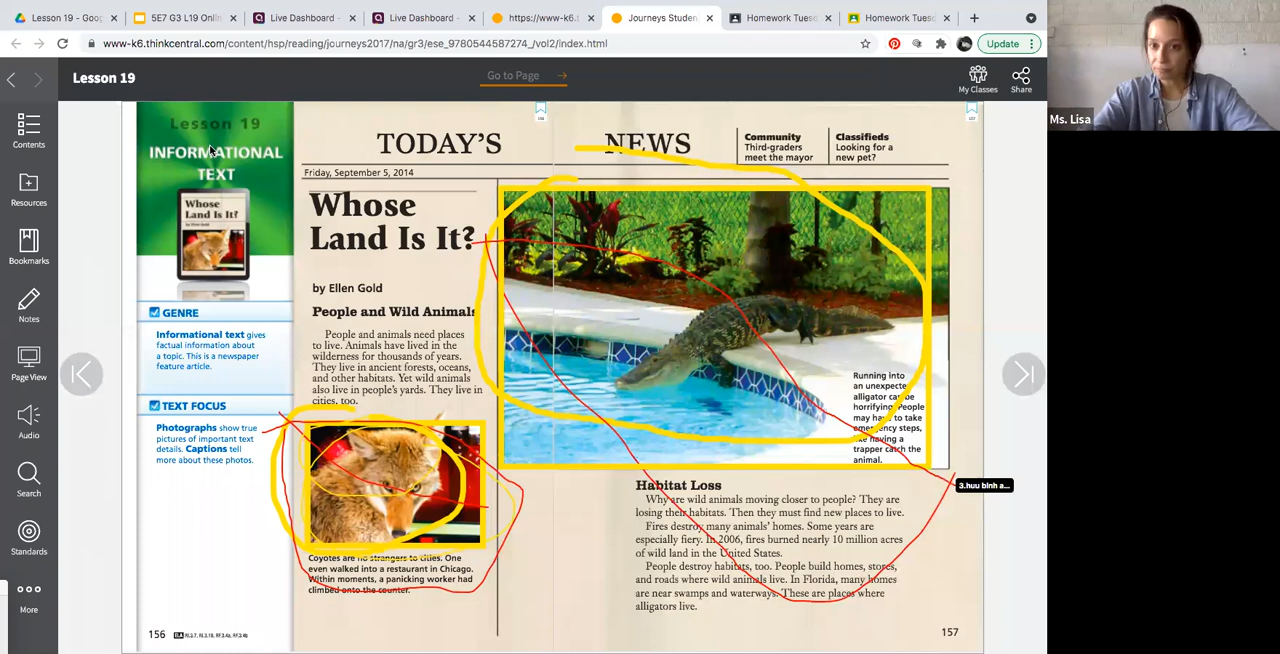 Lesson 19 - Goo
5E7 G3 L19 Onli
Live Dashboard -
Live Dashboard -
https://www-k6.t
Journeys Studen
Homework Tues
Homework Tues
www-k6.thinkcentral.com/content/hsp/reading/journeys2017/na/gr3/ese_9780544587274_/vol2/index.html
Update
Lesson 19
Go to Page
My Classes
Share
Ms. Lisa
Contents
Resources
Bookmarks
Notes
Page View
Audio
Search
Standards
More
Lesson 19
INFORMATIONAL
TEXT
Whose
Land Is It?
by Ellen Gold
GENRE
Informational text gives
factual information about
a topic. This is a newspaper
feature article.
TEXT FOCUS
Photographs show true
pictures of important text
details. Captions tell
more about these photos.
156
TODAY'S NEWS
Community
Third-graders
meet the mayor
Classifieds
Looking for a
new pet?
Friday, September 5, 2014
Whose
Land Is It?
by Ellen Gold
People and Wild Animals
People and animals need places
to live. Animals have lived in the
wilderness for thousands of years.
They live in ancient forests, oceans,
and other habitats. Yet wild animals
also live in people's yards. They live in
cities, too.
Coyotes are no strangers to cities. One
even walked into a restaurant in Chicago.
Within moments, a panicking worker had
climbed onto the counter.
Running into
an unexpecte
alligator can be
horrifying. People
may have to take
emergency steps,
like having a
trapper catch the
animal.
3.huu binh a...
Habitat Loss
Why are wild animals moving closer to people? They are
losing their habitats. Then they must find new places to live.
Fires destroy many animals' homes. Some years are
especially fiery. In 2006, fires burned nearly 10 million acres
of wild land in the United States.
People destroy habitats, too. People build homes, stores,
and roads where wild animals live. In Florida, many homes
are near swamps and waterways. These are places where
alligators live.
157